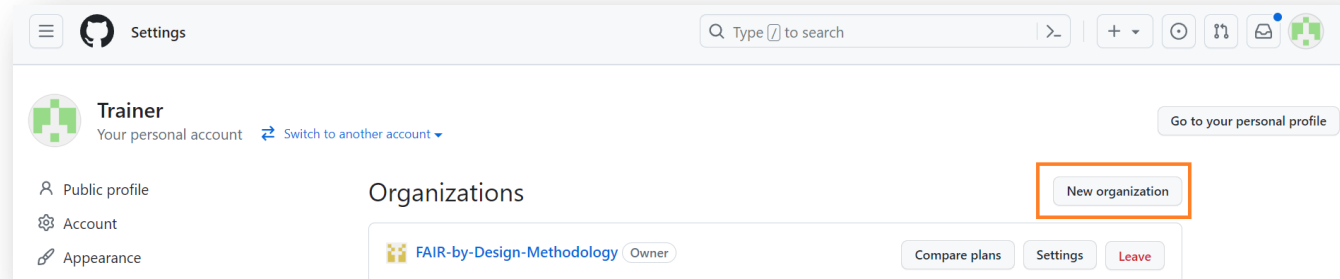 Settings
Type / to search
Trainer
Your personal account Switch to another account
Go to your personal profile
Public profile
Account
Appearance
Organizations
New organization
FAIR-by-Design-Methodology Owner
Compare plans Settings Leave